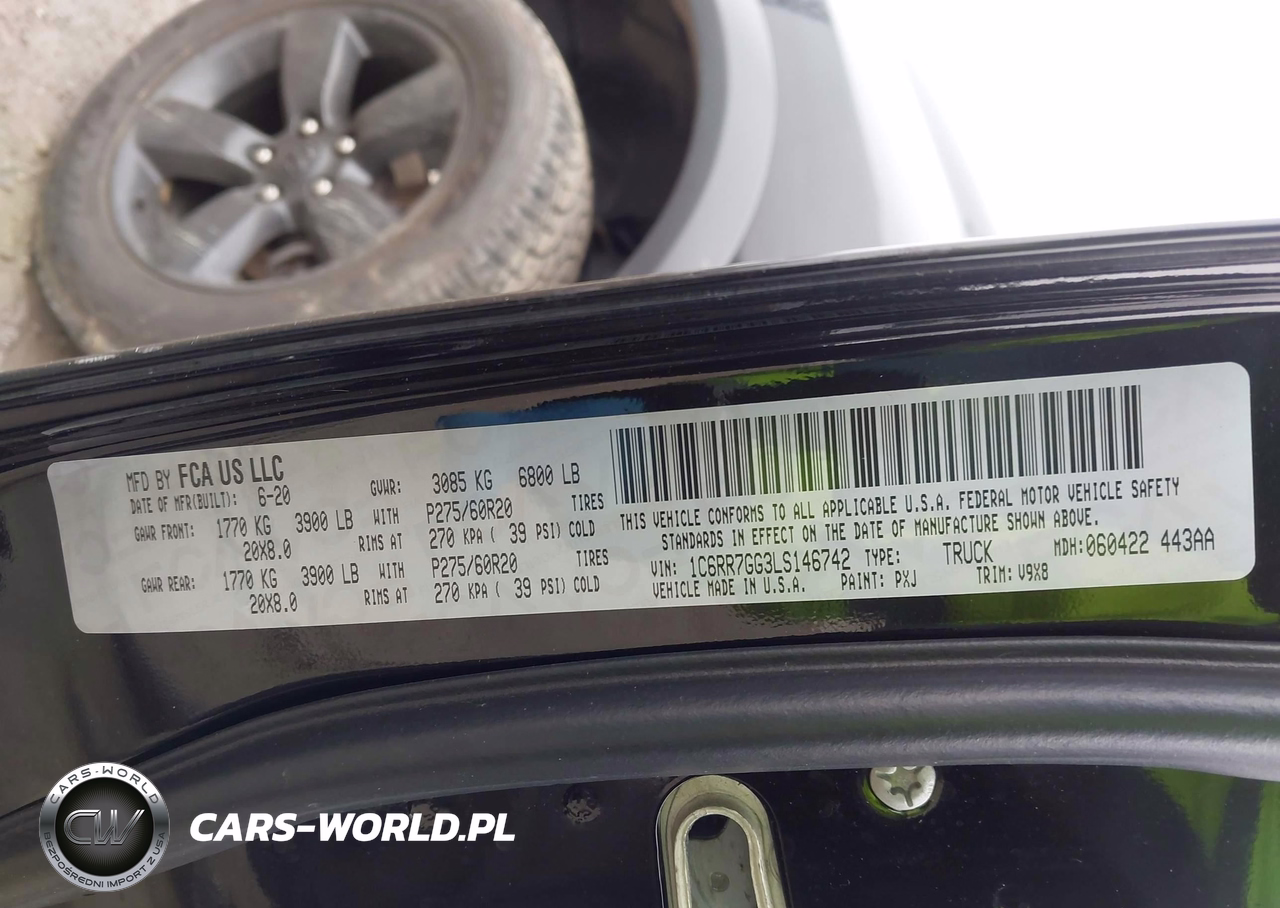 MFD BY FCA US LLC
DATE OF MFR(BUILT): 6-20 GVWR: 3085 KG 6800 LB
GAWR FRONT: 1770 KG 3900 LB WITH P275/60R20 TIRES
20X8.0 RIMS AT 270 KPA ( 39 PSI) COLD
GAWR REAR: 1770 KG 3900 LB WITH P275/60R20 TIRES
20X8.0 RIMS AT 270 KPA ( 39 PSI) COLD
THIS VEHICLE CONFORMS TO ALL APPLICABLE U.S.A. FEDERAL MOTOR VEHICLE SAFETY
STANDARDS IN EFFECT ON THE DATE OF MANUFACTURE SHOWN ABOVE.
VIN: 1C6RR7GG3LS146742 TYPE: TRUCK MDH:060422 443AA
VEHICLE MADE IN U.S.A. PAINT: PXJ TRIM: V9X8
CARS-WORLD
CW
BEZPOŚREDNI IMPORT Z USA
CARS-WORLD.PL